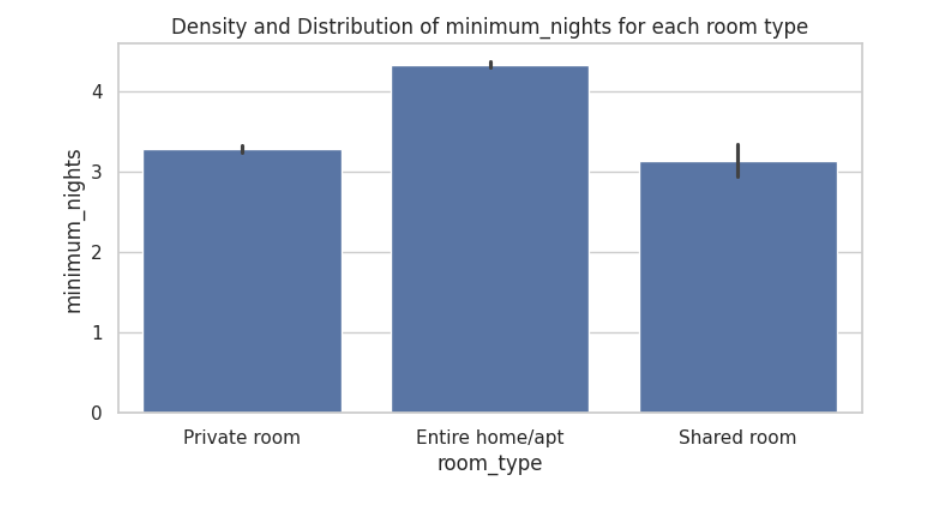 Density and Distribution of minimum_nights for each room type
minimum_nights
4
3
2
1
0
Private room
Entire home/apt
Shared room
room_type